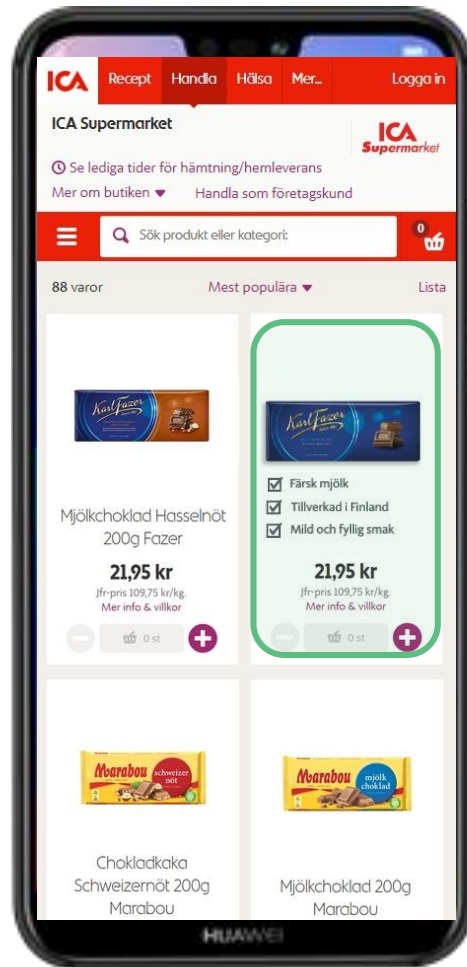 ICA Recept Handla Hälsa Mer... Logga in
ICA Supermarket
ICA
Supermarket
Se lediga tider för hämtning/hemleverans
Mer om butiken Handla som företagskund
Sök produkt eller kategori:
0
88 varor Mest populära Lista
Karl Fazer
Mjölkchoklad Hasselnöt
200g Fazer
21,95 kr
Jfr-pris 109,75 kr/kg.
Mer info & villkor
0 st
Karl Fazer
Färsk mjölk
Tillverkad i Finland
Mild och fyllig smak
21,95 kr
Jfr-pris 109,75 kr/kg.
Mer info & villkor
0 st
Marabou schweizer
nöt
Chokladkaka
Schweizernöt 200g
Marabou
Marabou mjölk
choklad
Mjölkchoklad 200g
Marabou
HUAWEI